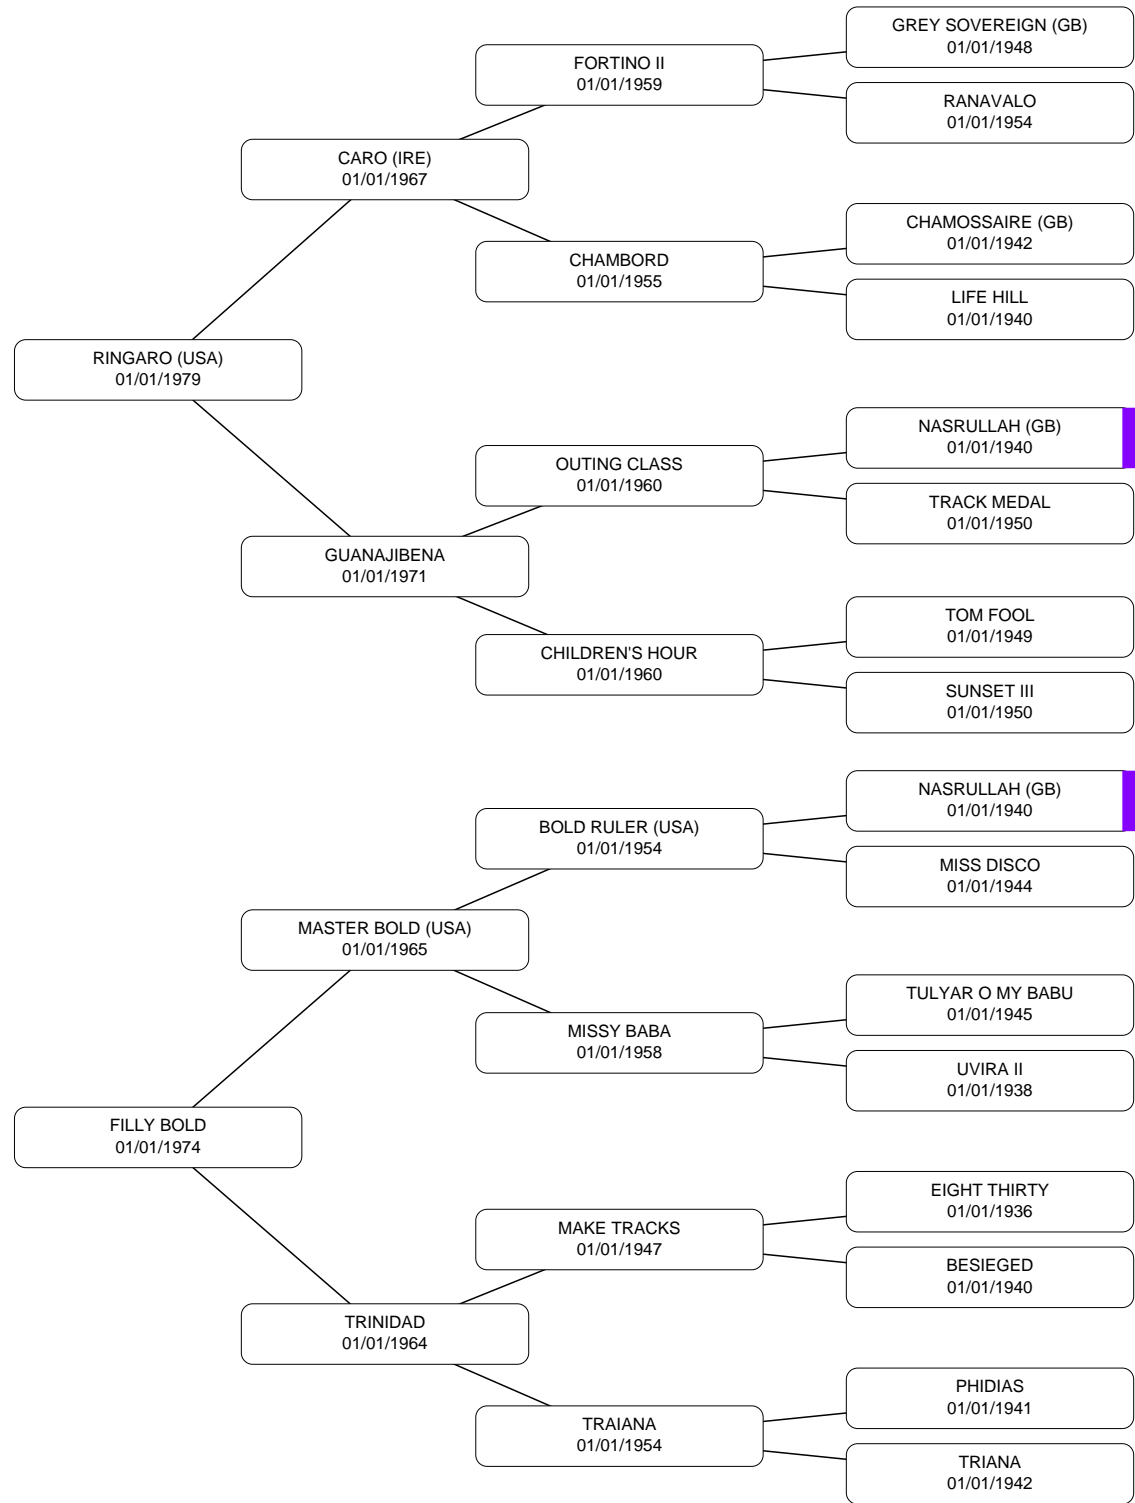 GREY SOVEREIGN (GB)
01/01/1948
FORTINO II
01/01/1959
RANAVALO
01/01/1954
CARO (IRE)
01/01/1967
CHAMOSSAIRE (GB)
01/01/1942
CHAMBORD
01/01/1955
LIFE HILL
01/01/1940
RINGARO (USA)
01/01/1979
NASRULLAH (GB)
01/01/1940
OUTING CLASS
01/01/1960
TRACK MEDAL
01/01/1950
GUANAJIBENA
01/01/1971
TOM FOOL
01/01/1949
CHILDREN'S HOUR
01/01/1960
SUNSET III
01/01/1950
NASRULLAH (GB)
01/01/1940
BOLD RULER (USA)
01/01/1954
MISS DISCO
01/01/1944
MASTER BOLD (USA)
01/01/1965
TULYAR O MY BABU
01/01/1945
MISSY BABA
01/01/1958
UVIRA II
01/01/1938
FILLY BOLD
01/01/1974
EIGHT THIRTY
01/01/1936
MAKE TRACKS
01/01/1947
BESIEGED
01/01/1940
TRINIDAD
01/01/1964
PHIDIAS
01/01/1941
TRAIANA
01/01/1954
TRIANA
01/01/1942